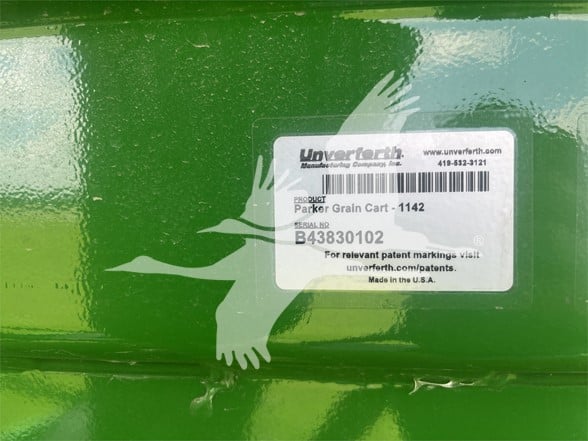 Unverferth
Manufacturing Company, Inc.
www.unverferth.com
419-532-3121
PRODUCT
Parker Grain Cart - 1142
SERIAL NO
B43830102
For relevant patent markings visit
unverferth.com/patents.
Made in the U.S.A.
®